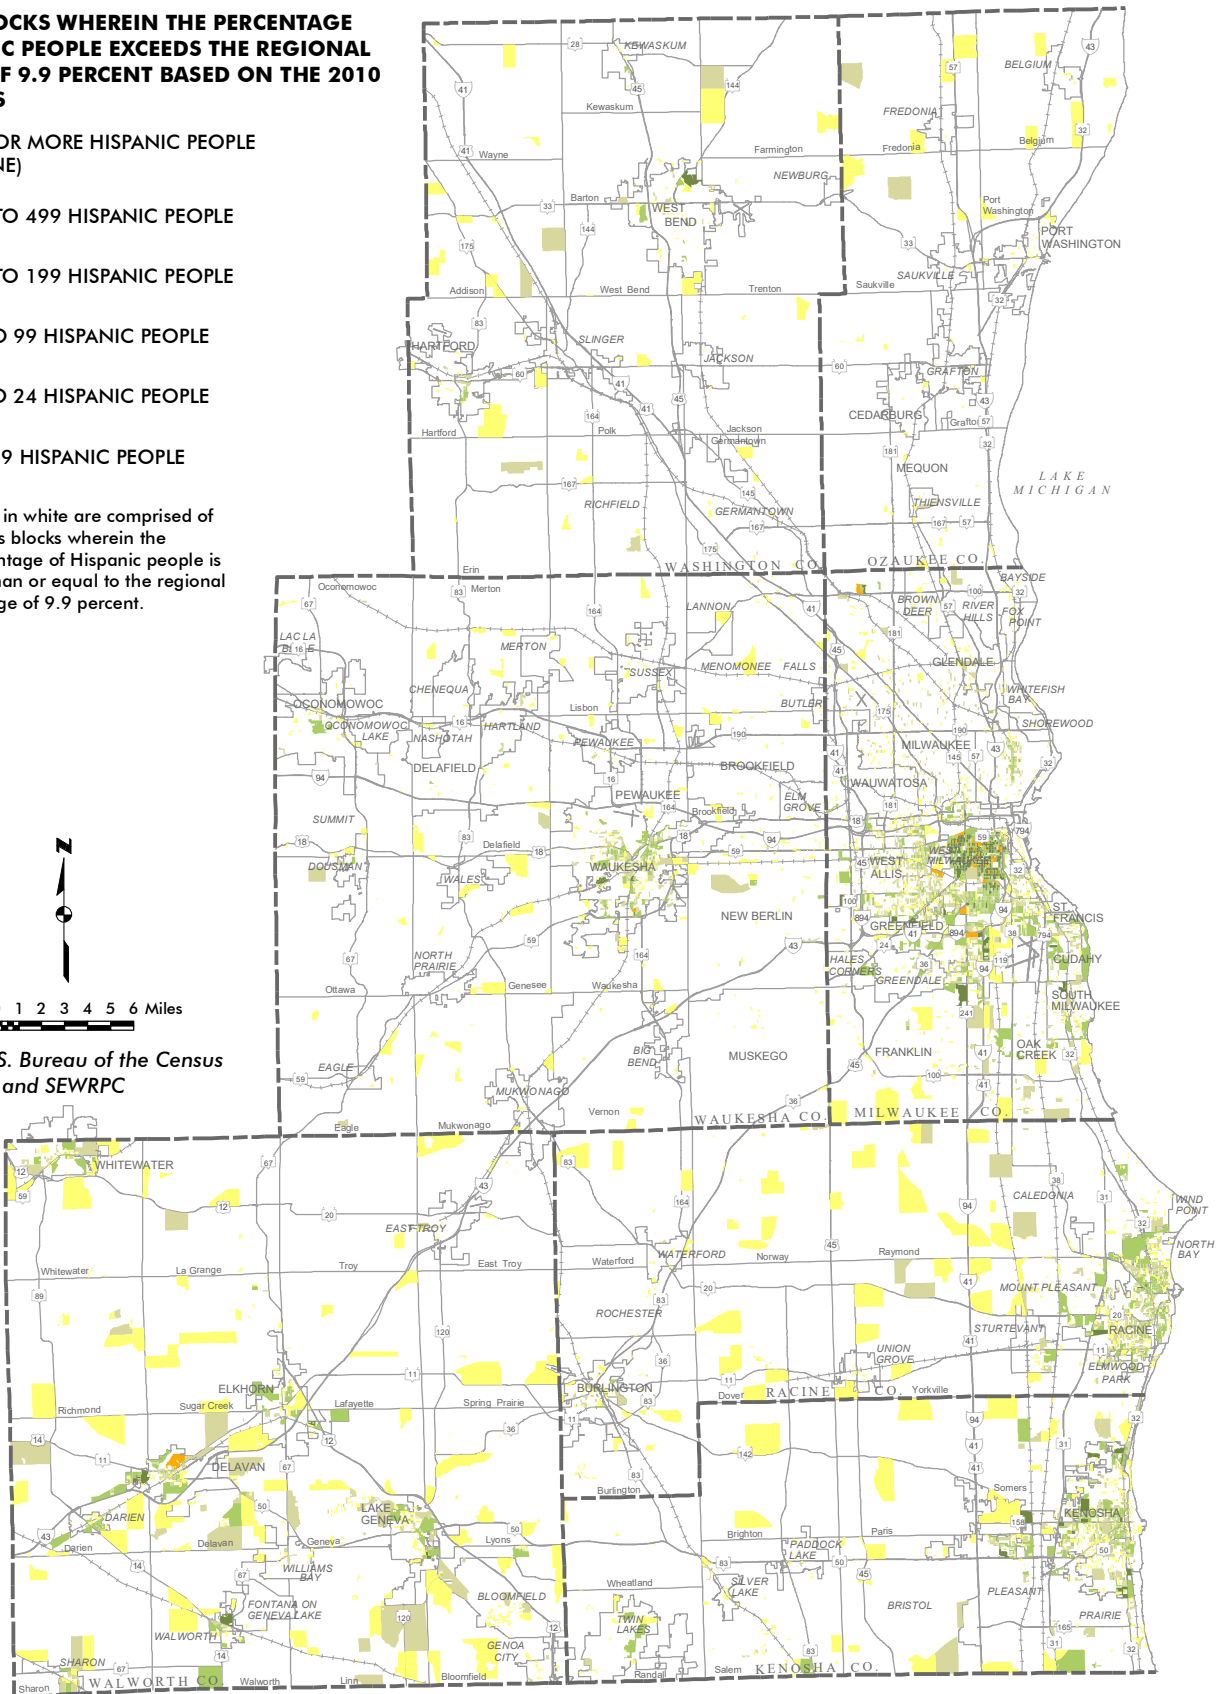 OCKS WHEREIN THE PERCENTAGE
IC PEOPLE EXCEEDS THE REGIONAL
F 9.9 PERCENT BASED ON THE 2010
S
OR MORE HISPANIC PEOPLE
NE)
TO 499 HISPANIC PEOPLE
TO 199 HISPANIC PEOPLE
O 99 HISPANIC PEOPLE
O 24 HISPANIC PEOPLE
9 HISPANIC PEOPLE
in white are comprised of
s blocks wherein the
ntage of Hispanic people is
han or equal to the regional
ge of 9.9 percent.
N
1 2 3 4 5 6 Miles
S. Bureau of the Census
and SEWRPC
KEWASKUM
Kewaskum
Wayne
Farmington
NEWBURG
Barton
WEST
BEND
Addison
West Bend
Trenton
BELGIUM
FREDONIA
Fredonia
Belgium
Port
Washington
PORT
WASHINGTON
SAUKVILLE
Saukville
HARTFORD
SLINGER
JACKSON
Hartford
Polk
Jackson
Germantown
RICHFIELD
GERMANTOWN
Erin
WASHINGTON CO.
GRAFTON
CEDARBURG
Grafto
MEQUON
THIENSVILLE
OZAUKEE CO.
LAKE
MICHIGAN
Oconomowoc
Merton
LANNON
LAC LA
MERTON
SUSSEX
MENOMONEE FALLS
CHENEQUA
OCONOMOWOC
Lisbon
BUTLER
OCONOMOWOC
LAKE
NASHOTAH
HARTLAND
PEWAUKEE
DELAFIELD
BROOKFIELD
PEWAUKEE
ELM
GROVE
Brookfield
SUMMIT
Delafield
DOUSMAN
WALES
WAUKESHA
NEW BERLIN
NORTH
PRAIRIE
Ottawa
Genesee
Waukesha
BIG
BEND
MUSKEGO
EAGLE
MUKWONAGO
Vernon
Eagle
Mukwonago
WAUKESHA CO.
BAYSIDE
BROWN
DEER
RIVER
HILLS
FOX
POINT
GLENDALE
WHITEFISH
BAY
SHOREWOOD
MILWAUKEE
WAUWATOSA
WEST
MILWAUKEE
WEST
ALLIS
ST.
FRANCIS
GREENFIELD
CUDAHY
HALES
CORNERS
GREENDALE
SOUTH
MILWAUKEE
FRANKLIN
OAK
CREEK
MILWAUKEE CO.
WHITEWATER
EAST TROY
Whitewater
La Grange
Troy
East Troy
ELKHORN
Richmond
Sugar Creek
Lafayette
Spring Prairie
DELAVAN
DARIEN
Darien
Delavan
LAKE
GENEVA
Geneva
Lyons
WILLIAMS
BAY
BLOOMFIELD
FONTANA ON
GENEVA LAKE
WALWORTH
GENOA
CITY
SHARON
Sharon
WALWORTH CO.
Walworth
Linn
Bloomfield
CALEDONIA
WIND
POINT
NORTH
BAY
Waterford
WATERFORD
Norway
Raymond
MOUNT PLEASANT
ROCHESTER
STURTEVANT
RACINE
UNION
GROVE
ELMWOOD
PARK
BURLINGTON
Dover
RACINE CO.
Yorkville
Burlington
Somers
KENOSHA
Brighton
Paris
PADDOCK
LAKE
Wheatland
SILVER
LAKE
PLEASANT
PRAIRIE
BRISTOL
TWIN
LAKES
Randall
Salem
KENOSHA CO.